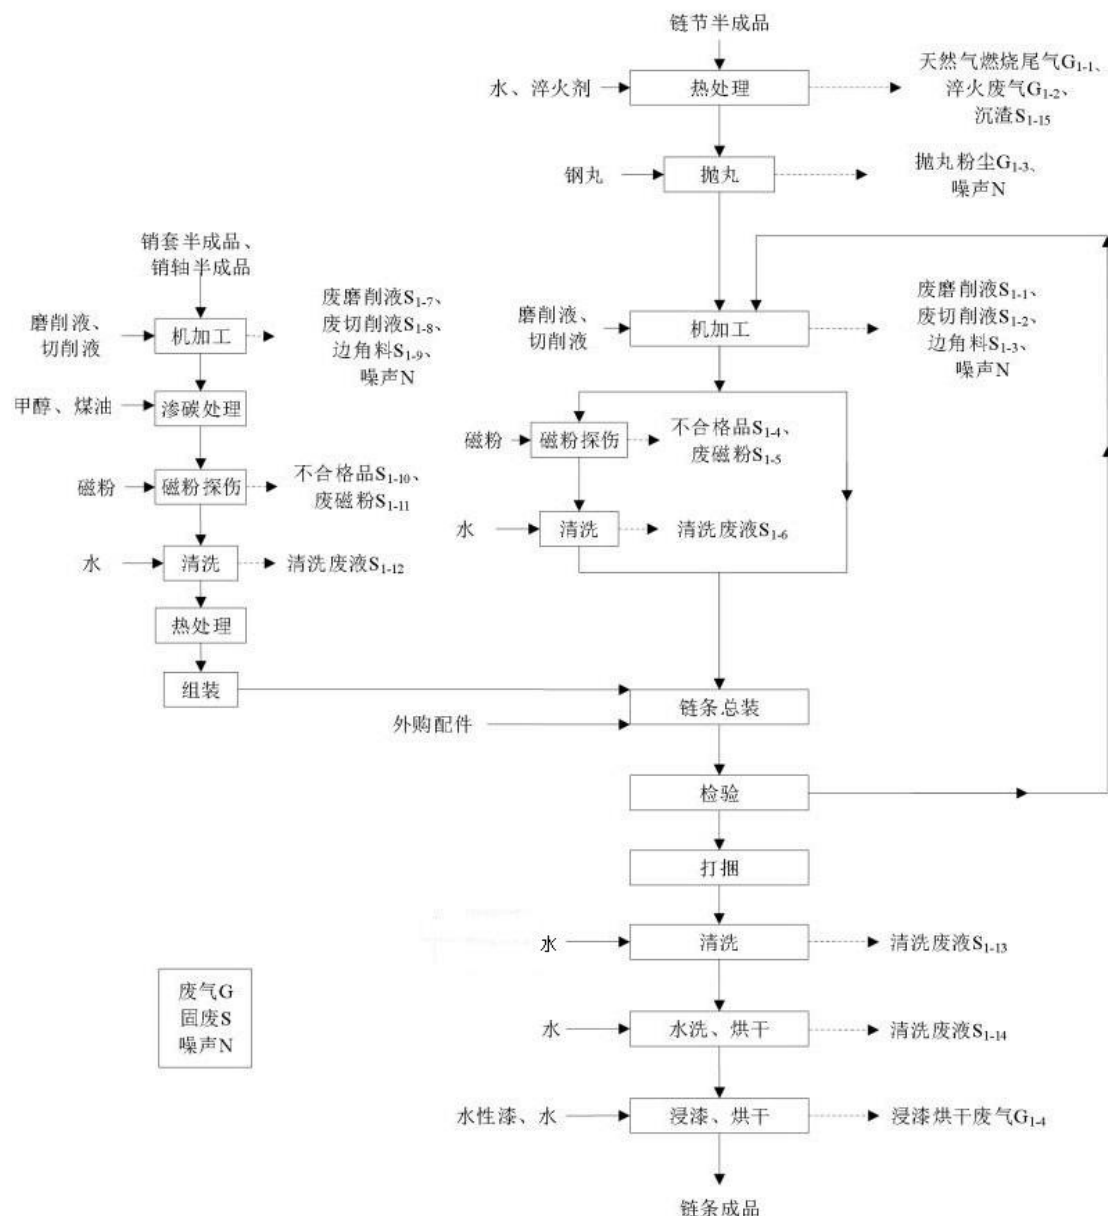 链节半成品
水、淬火剂
热处理
天然气燃烧尾气G1-1、
淬火废气G1-2、
沉渣S1-15
钢丸
抛丸
抛丸粉尘G1-3、
噪声N
销套半成品、
销轴半成品
磨削液、
切削液
机加工
废磨削液S1-7、
废切削液S1-8、
边角料S1-9、
噪声N
磨削液、
切削液
机加工
废磨削液S1-1、
废切削液S1-2、
边角料S1-3、
噪声N
甲醇、煤油
渗碳处理
磁粉
磁粉探伤
不合格品S1-4、
废磁粉S1-5
磁粉
磁粉探伤
不合格品S1-10、
废磁粉S1-11
水
清洗
清洗废液S1-6
水
清洗
清洗废液S1-12
热处理
组装
链条总装
外购配件
检验
打捆
水
清洗
清洗废液S1-13
废气G
固废S
噪声N
水
水洗、烘干
清洗废液S1-14
水性漆、水
浸漆、烘干
浸漆烘干废气G1-4
链条成品